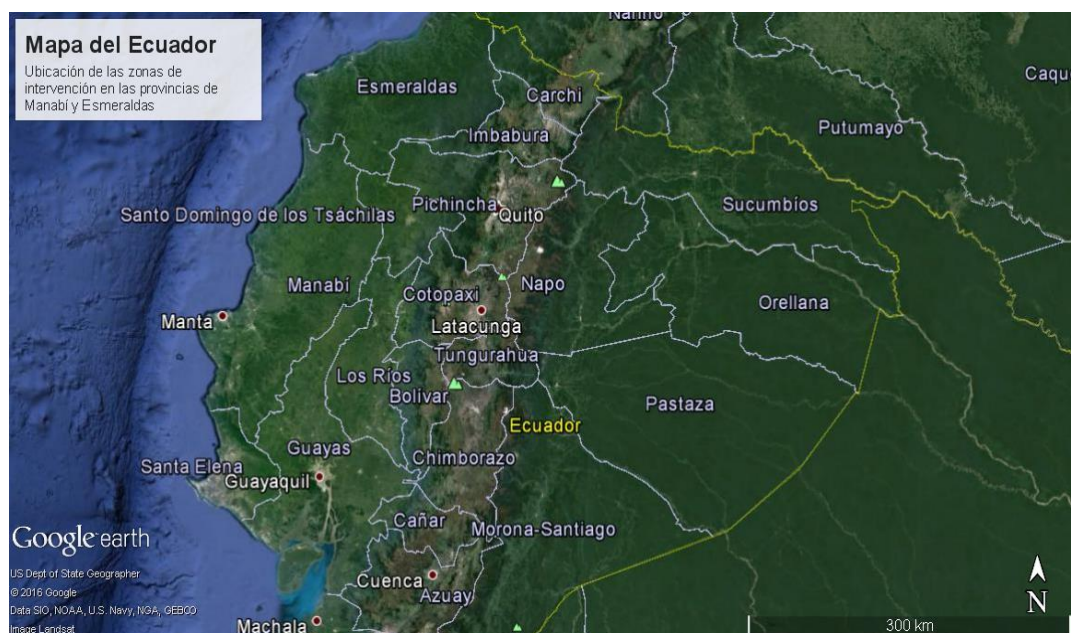 Mapa del Ecuador
Ubicación de las zonas de
intervención en las provincias de
Manabí y Esmeraldas
Nariño
Esmeraldas
Carchi
Caqu
Putumayo
Imbabura
Pichincha
Quito
Sucumbíos
Santo Domingo de los Tsáchilas
Manabí
Cotopaxi
Napo
Orellana
Manta
Latacunga
Tungurahua
Los Ríos
Bolívar
Pastaza
Ecuador
Guayas
Chimborazo
Santa Elena
Guayaquil
Cañar
Morona-Santiago
Google earth
US Dept of State Geographer
© 2016 Google
Data SIO, NOAA, U.S. Navy, NGA, GEBCO
Image Landsat
Cuenca
Azuay
Machala
N
300 km